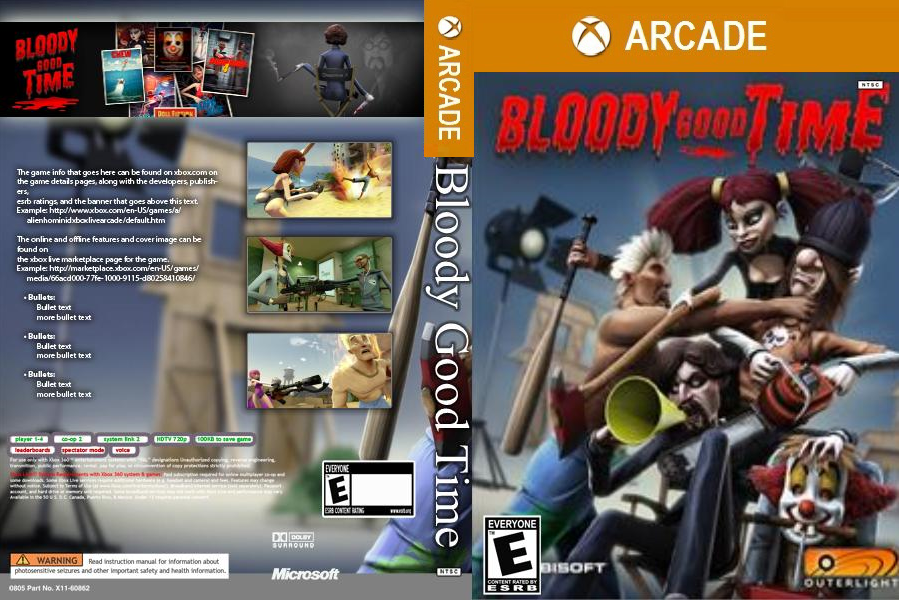 BLOODY
GOOD
TIME
The game info that goes here can be found on xbox.com on
the game details pages, along with the developers, publish-
ers,
esrb ratings, and the banner that goes above this text.
Example: http://www.xbox.com/en-US/games/a/
alienhominidxboxlivearcade/default.htm
The online and offline features and cover image can be
found on
the xbox live marketplace page for the game.
Example: http://marketplace.xbox.com/en-US/games/
media/66acd000-77fe-1000-9115-d80258410846/
• Bullets:
Bullet text
more bullet text
• Bullets:
Bullet text
more bullet text
• Bullets:
Bullet text
more bullet text
player 1-4 co-op 2 system link 2 HDTV 720p 100KB to save game
leaderboards spectator mode voice
EVERYONE
E
ESRB CONTENT RATING www.esrb.org
DOLBY
SURROUND
WARNING Read instruction manual for information about
photosensitive seizures and other important safety and health information.
0805 Part No. X11-60862
Microsoft
ARCADE
Bloody Good Time
NTSC
ARCADE
NTSC
BLOODY GOOD TIME
EVERYONE
E
CONTENT RATED BY
ESRB
UBISOFT
OUTERLIGHT